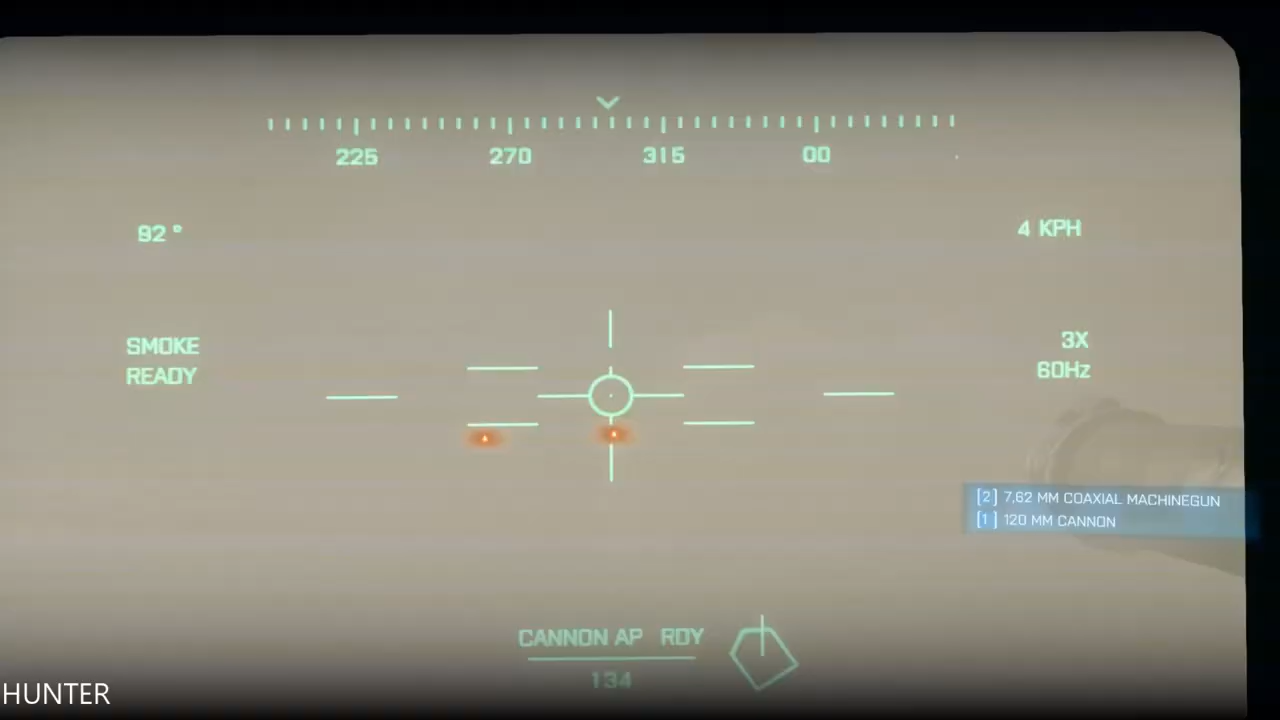 225 270 315 00
92 °
4 KPH
SMOKE
READY
3X
60Hz
[2] 7,62 MM COAXIAL MACHINEGUN
[1] 120 MM CANNON
CANNON AP RDY
134
HUNTER